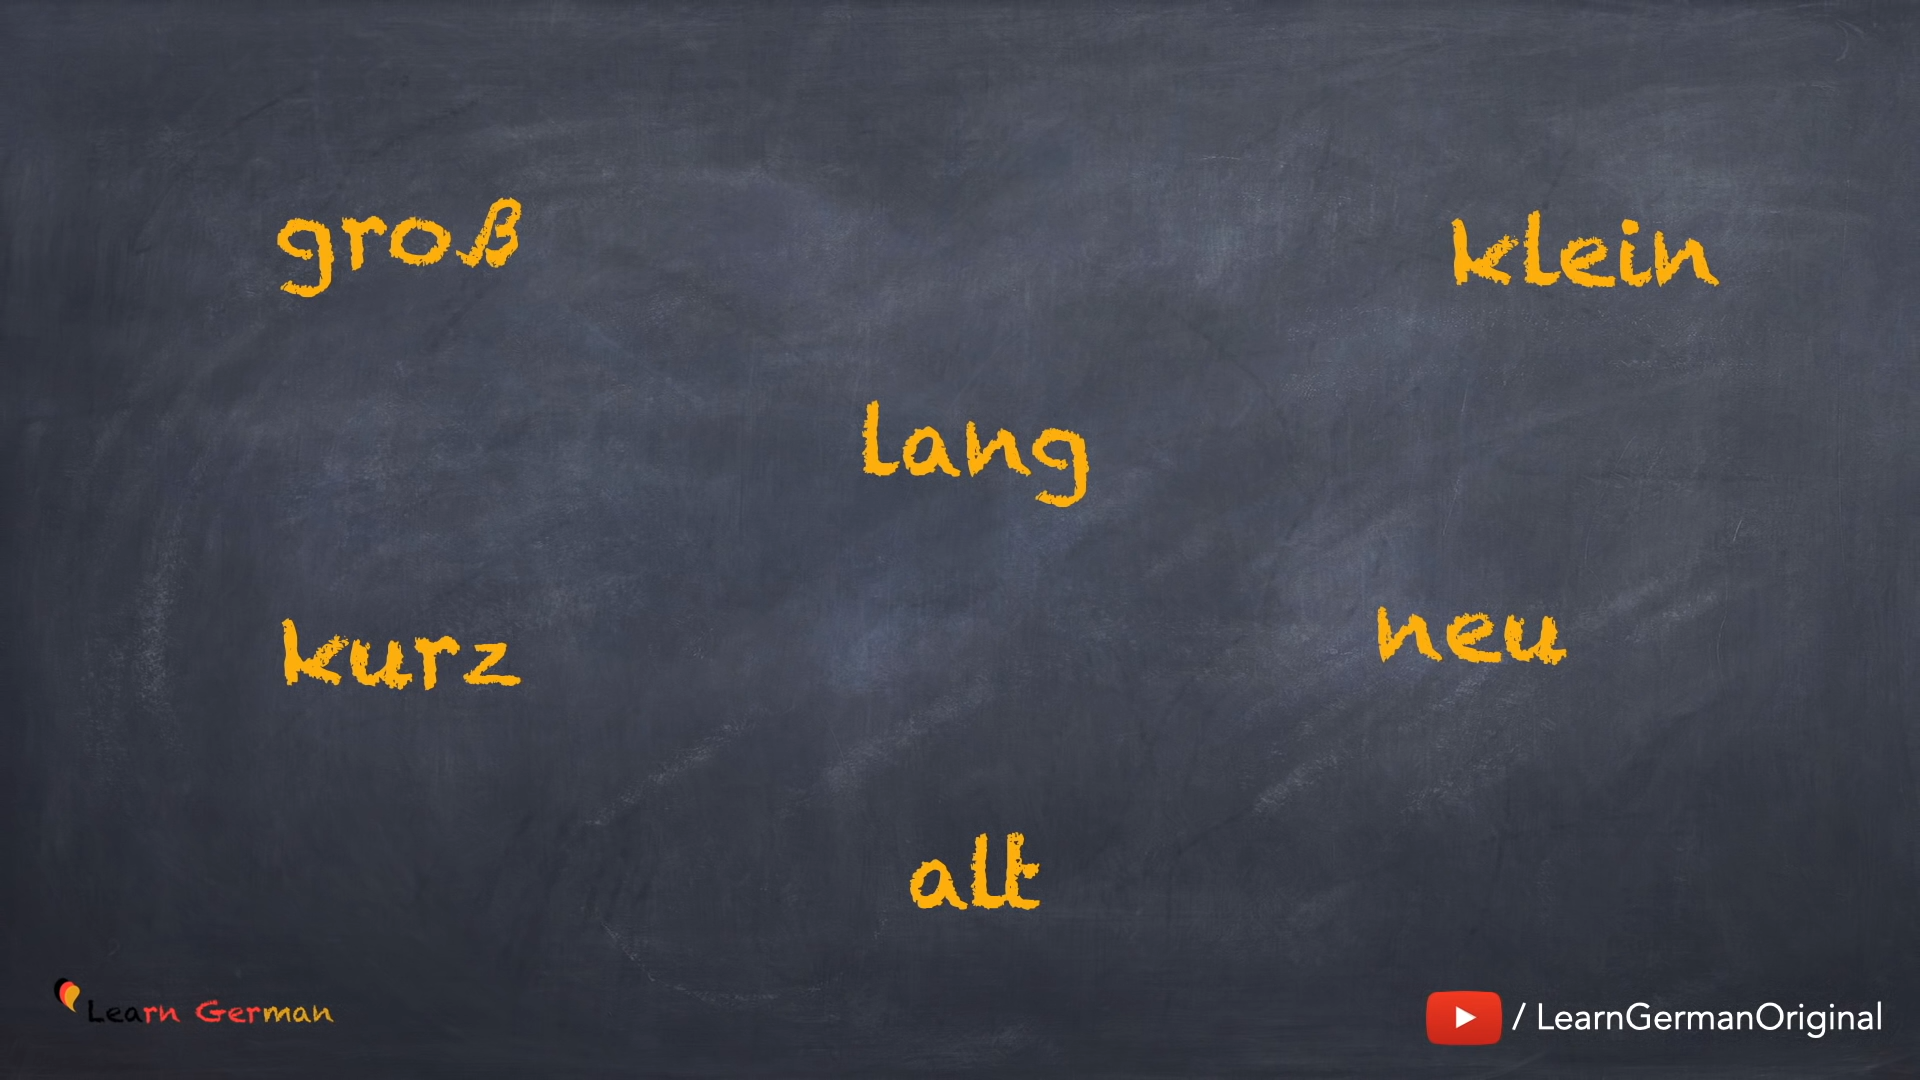 groß
klein
lang
kurz
neu
alt
Learn German
/ LearnGermanOriginal